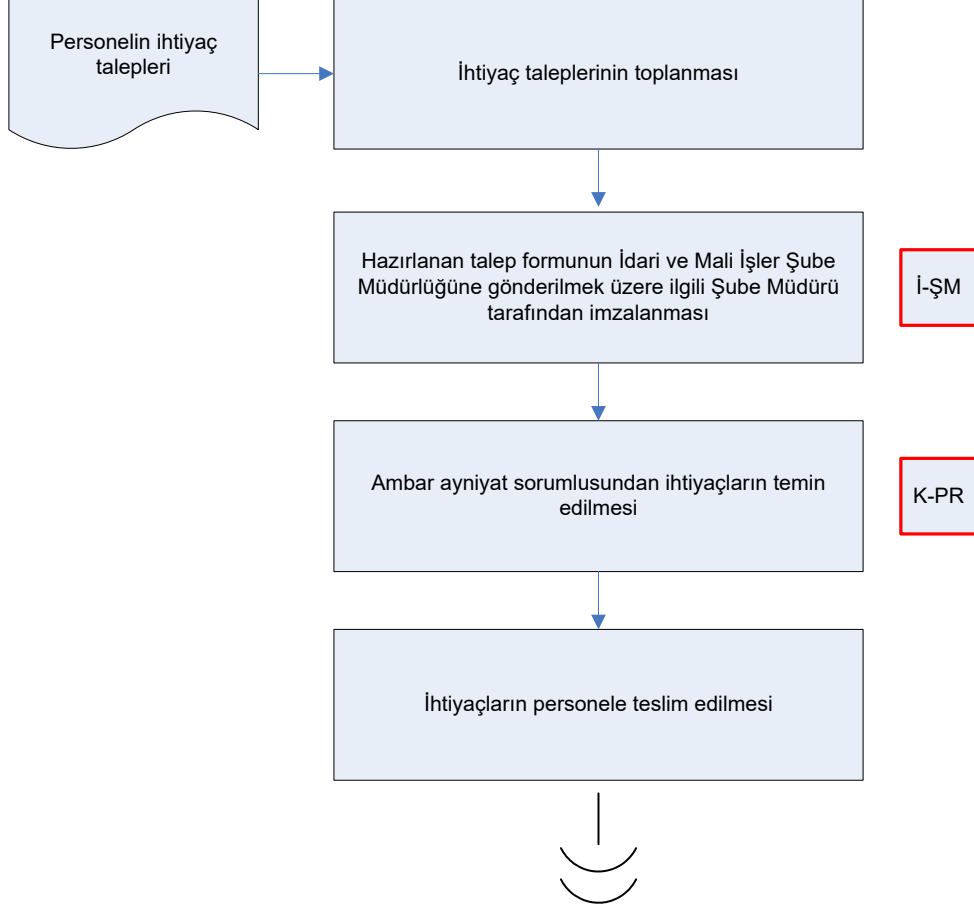 Personelin ihtiyaç
talepleri
İhtiyaç taleplerinin toplanması
Hazırlanan talep formunun İdari ve Mali İşler Şube
Müdürlüğüne gönderilmek üzere ilgili Şube Müdürü
tarafından imzalanması
İ-ŞM
Ambar ayniyat sorumlusundan ihtiyaçların temin
edilmesi
K-PR
İhtiyaçların personele teslim edilmesi